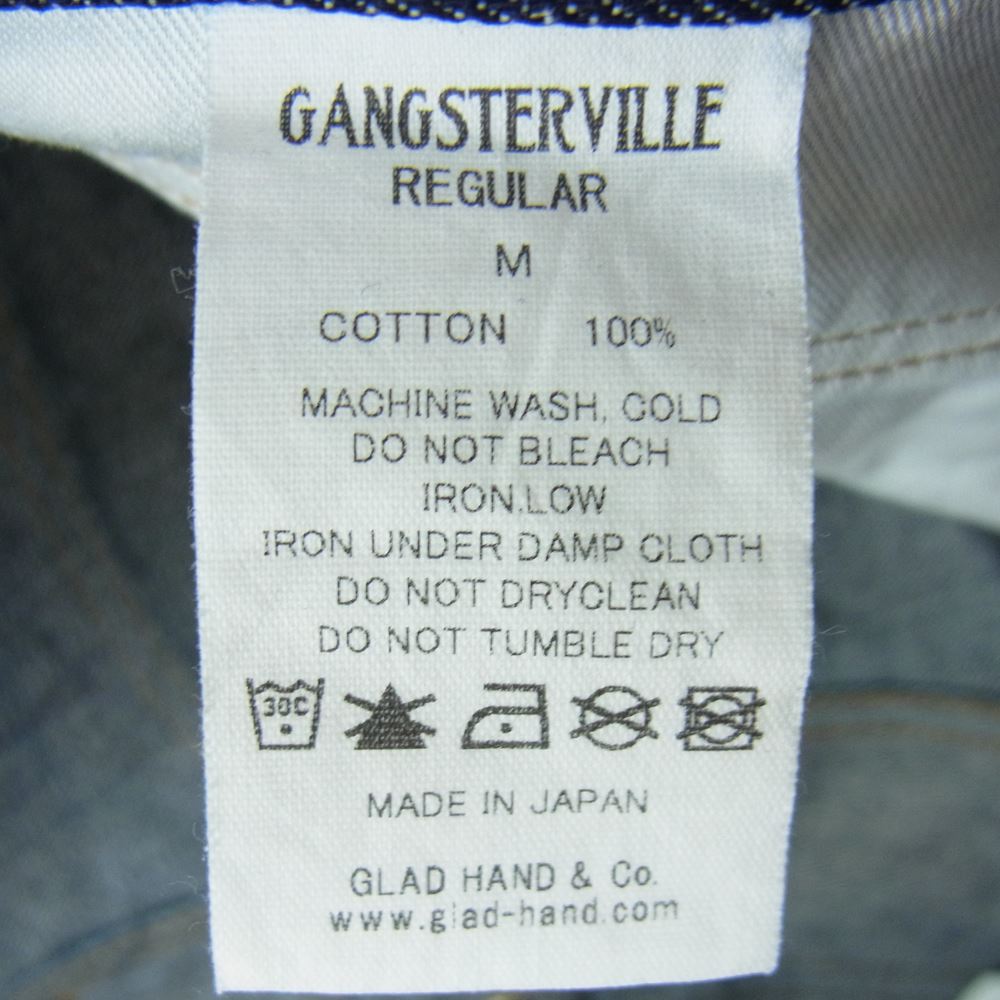 GANGSTERVILLE
REGULAR
M
COTTON 100%
MACHINE WASH, COLD
DO NOT BLEACH
IRON.LOW
IRON UNDER DAMP CLOTH
DO NOT DRYCLEAN
DO NOT TUMBLE DRY
30C
MADE IN JAPAN
GLAD HAND & Co.
www.glad-hand.com